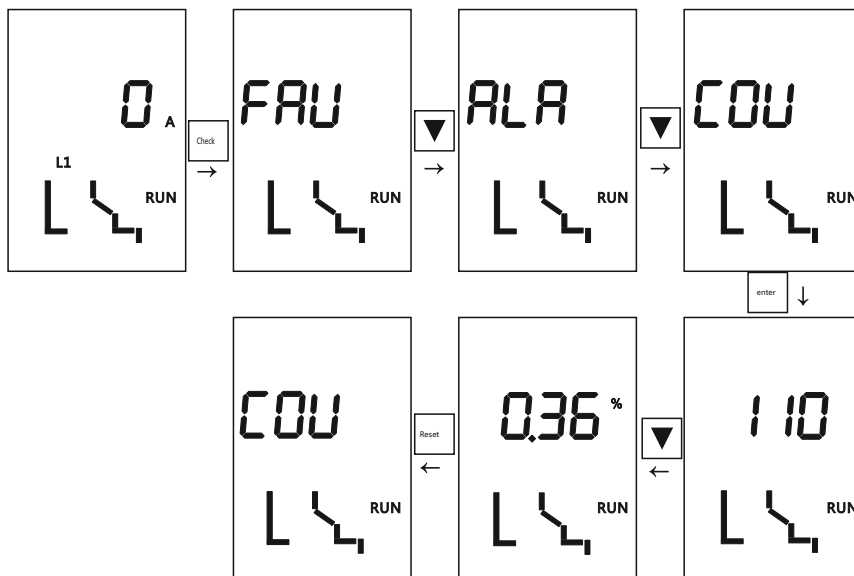 0 A
L1
RUN
Check
→
FAU
RUN
▼
→
ALA
RUN
▼
→
COU
RUN
enter
↓
110
RUN
▼
←
0.36 %
RUN
Reset
←
COU
RUN